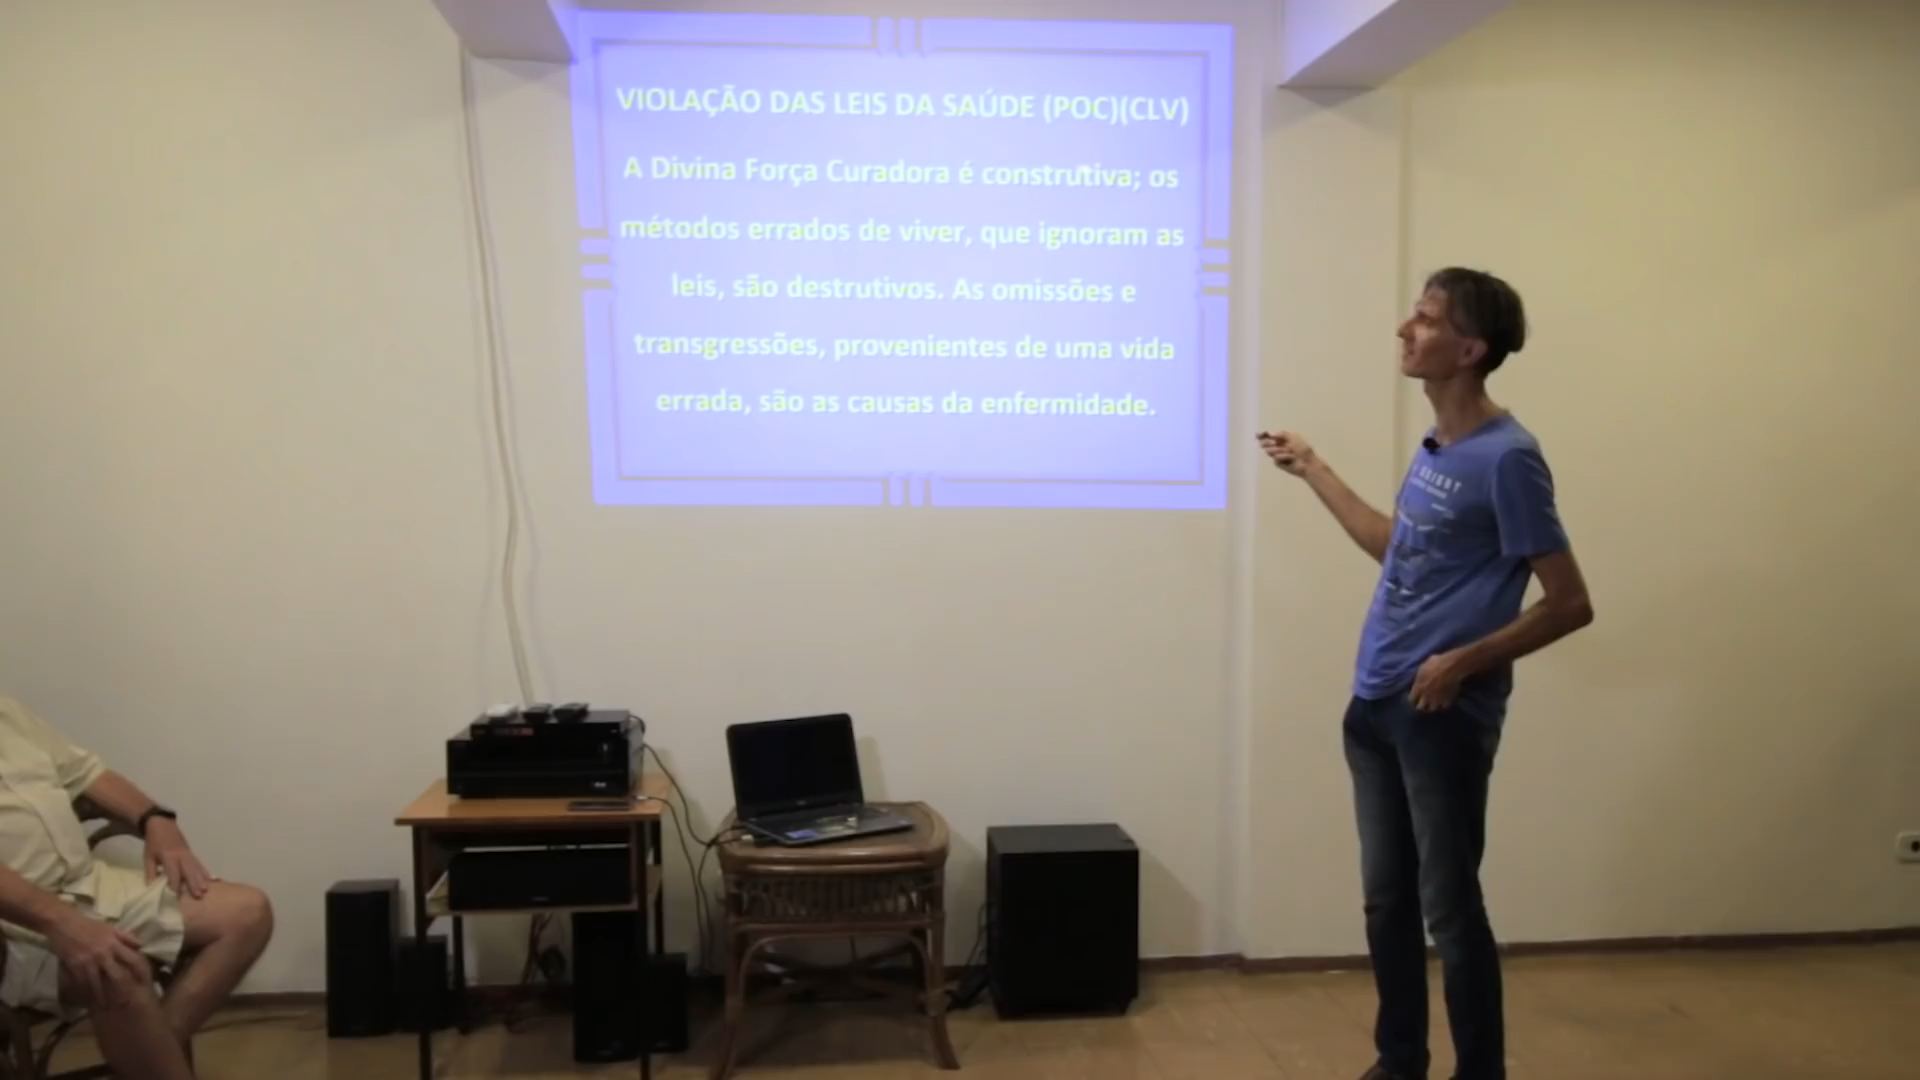 VIOLAÇÃO DAS LEIS DA SAÚDE (POC)(CLV)
A Divina Força Curadora é construtiva; os
métodos errados de viver, que ignoram as
leis, são destrutivos. As omissões e
transgressões, provenientes de uma vida
errada, são as causas da enfermidade.